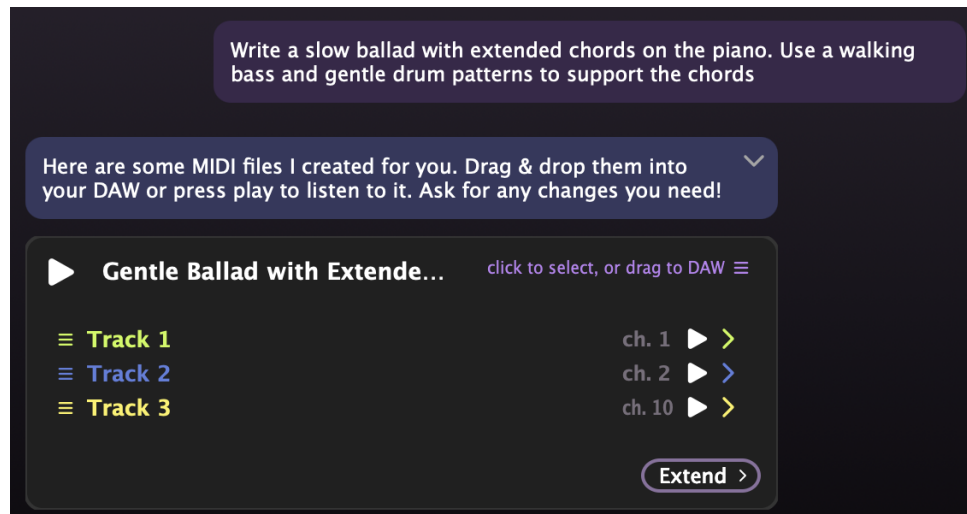 Write a slow ballad with extended chords on the piano. Use a walking
bass and gentle drum patterns to support the chords
Here are some MIDI files I created for you. Drag & drop them into
your DAW or press play to listen to it. Ask for any changes you need!
Gentle Ballad with Extende... click to select, or drag to DAW
Track 1 ch. 1
Track 2 ch. 2
Track 3 ch. 10
Extend